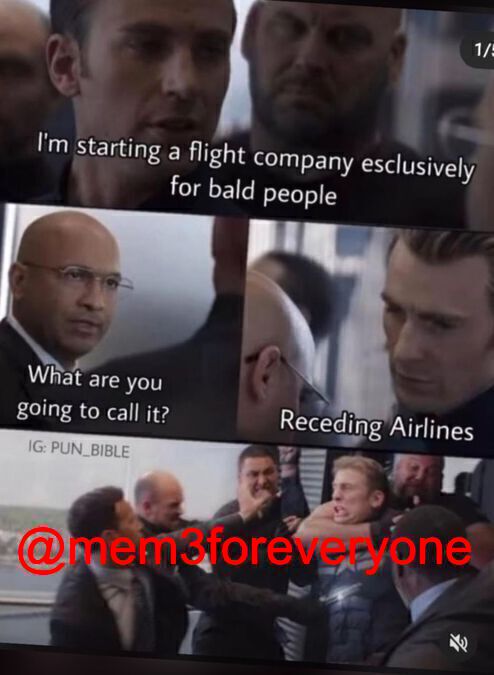 1/5
I'm starting a flight company esclusively
for bald people
What are you
going to call it?
Receding Airlines
IG: PUN_BIBLE
@mem3foreveryone